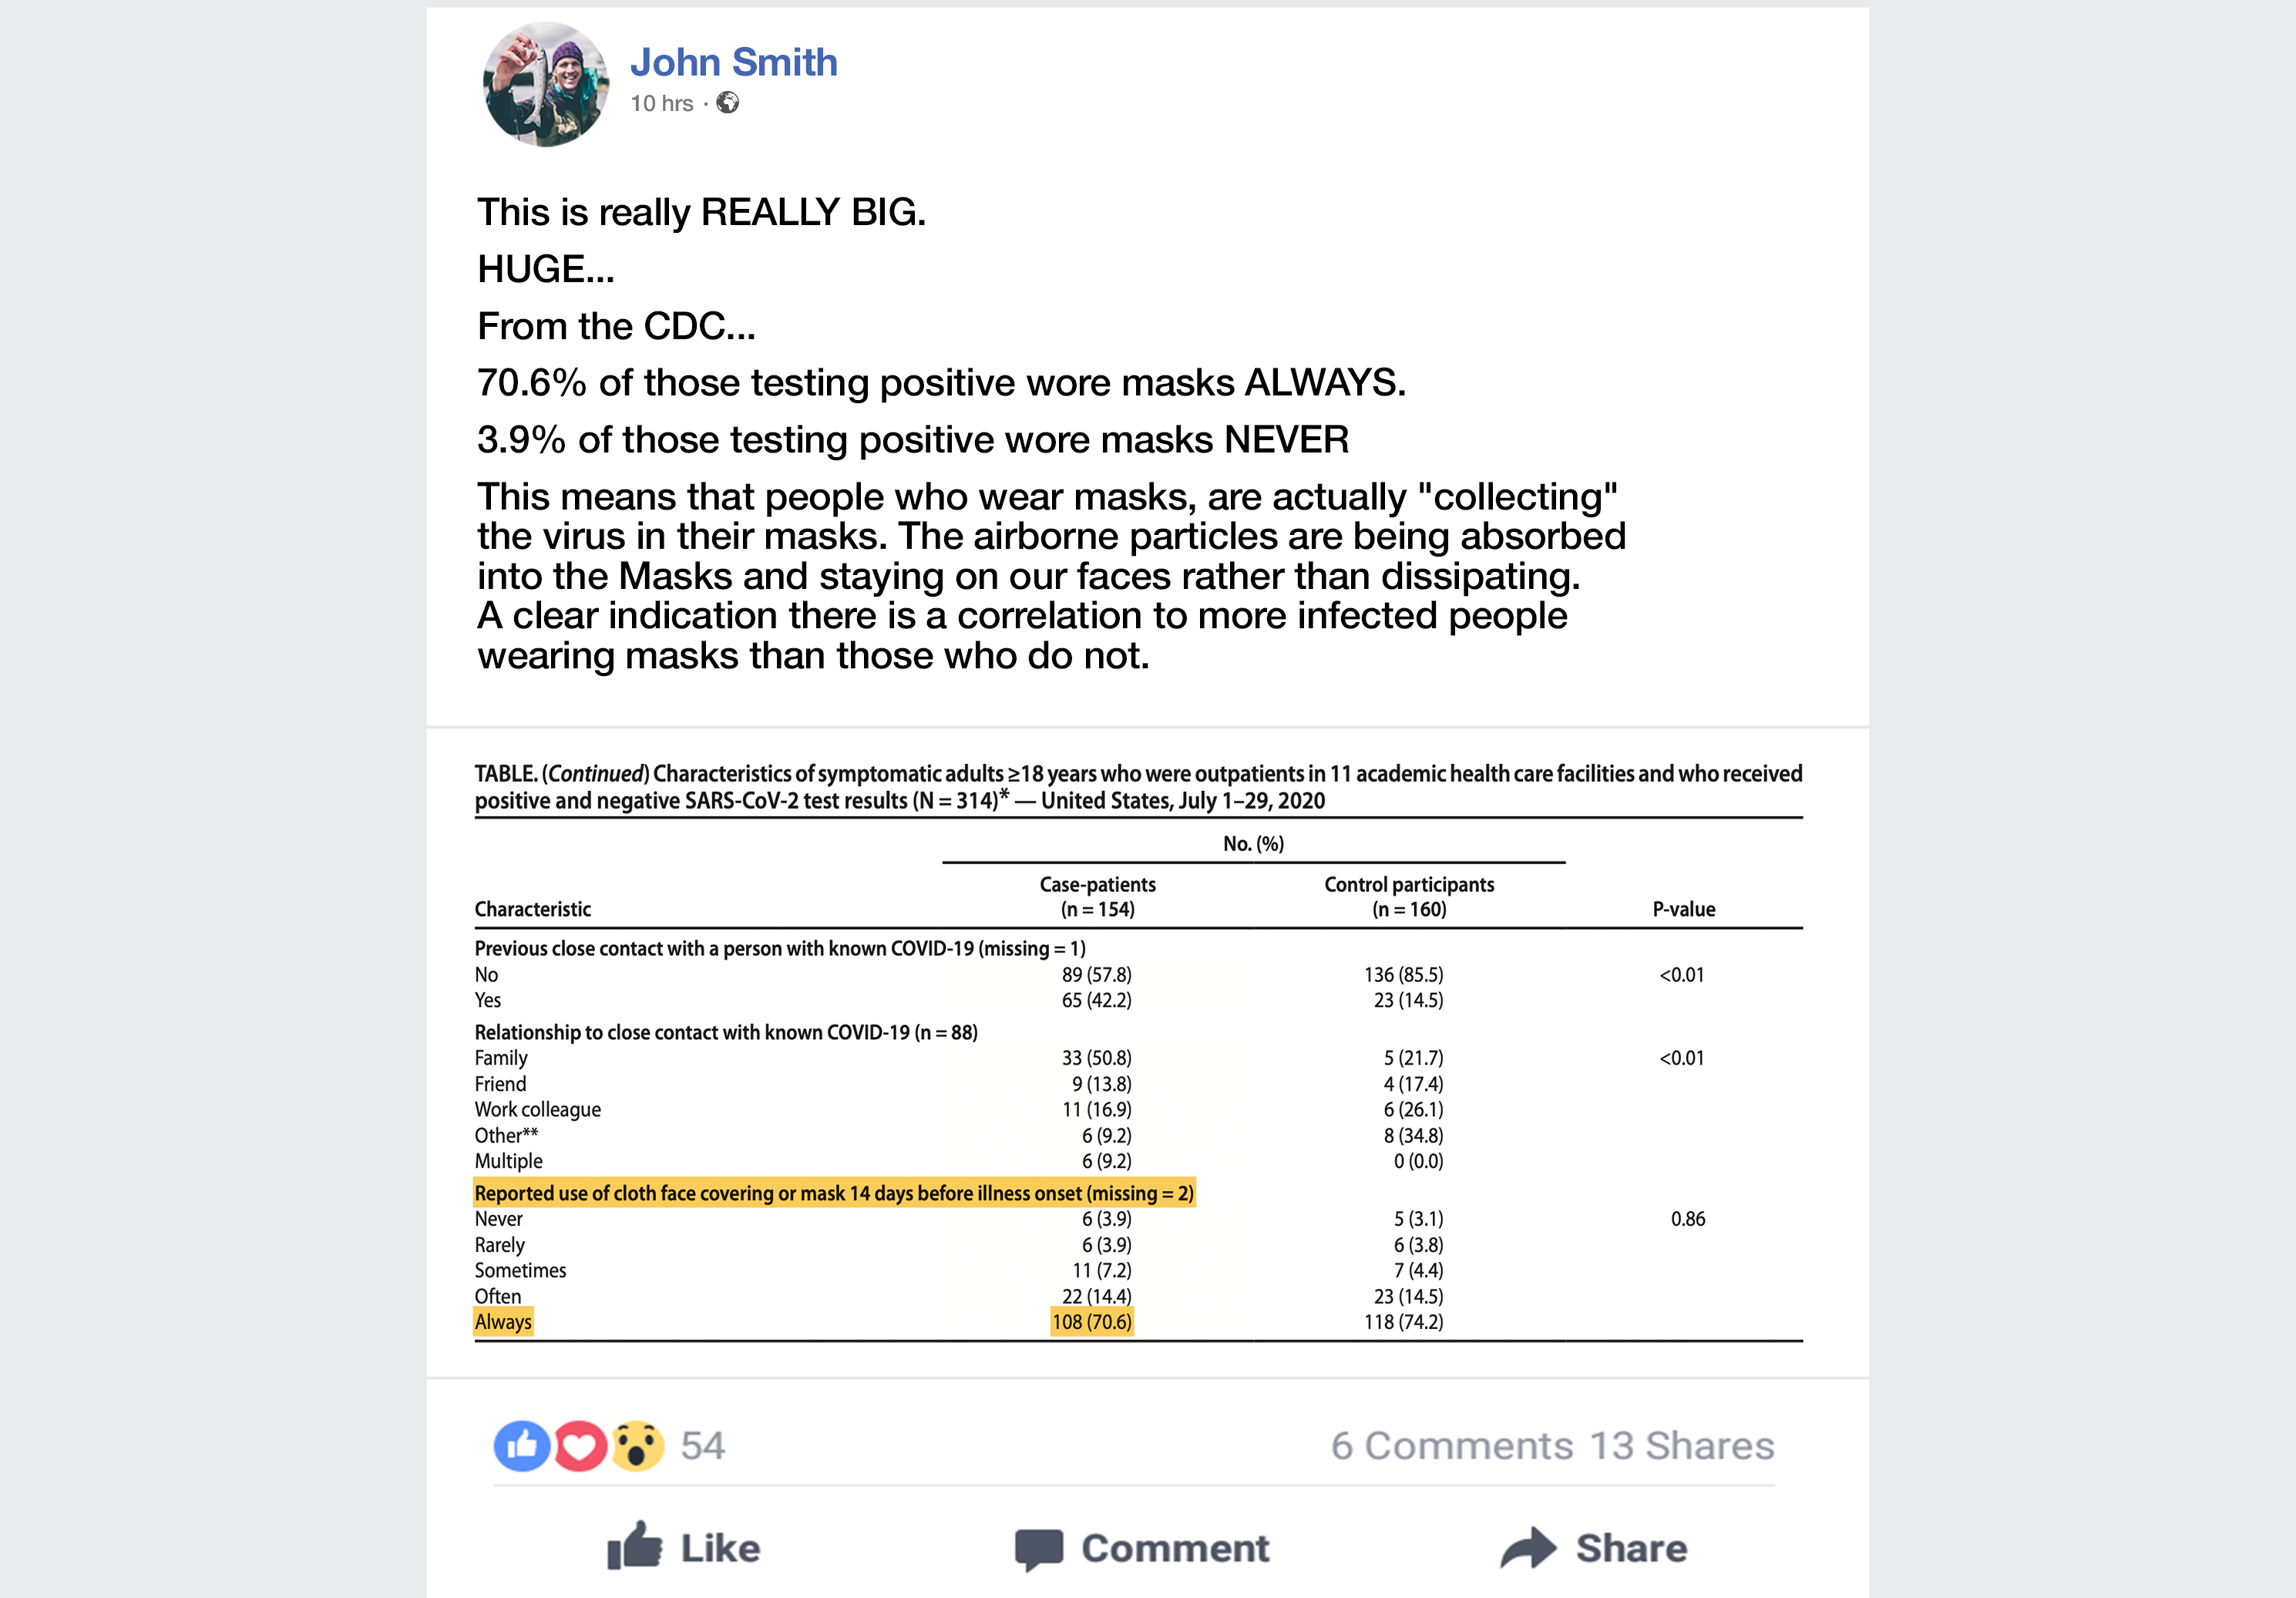 John Smith
10 hrs ·
This is really REALLY BIG.
HUGE...
From the CDC...
70.6% of those testing positive wore masks ALWAYS.
3.9% of those testing positive wore masks NEVER
This means that people who wear masks, are actually "collecting"
the virus in their masks. The airborne particles are being absorbed
into the Masks and staying on our faces rather than dissipating.
A clear indication there is a correlation to more infected people
wearing masks than those who do not.
TABLE. (Continued) Characteristics of symptomatic adults ≥18 years who were outpatients in 11 academic health care facilities and who received
positive and negative SARS-CoV-2 test results (N = 314)* — United States, July 1–29, 2020
No. (%)
Case-patients Control participants
Characteristic (n = 154) (n = 160) P-value
Previous close contact with a person with known COVID-19 (missing = 1)
No 89 (57.8) 136 (85.5) <0.01
Yes 65 (42.2) 23 (14.5)
Relationship to close contact with known COVID-19 (n = 88)
Family 33 (50.8) 5 (21.7) <0.01
Friend 9 (13.8) 4 (17.4)
Work colleague 11 (16.9) 6 (26.1)
Other** 6 (9.2) 8 (34.8)
Multiple 6 (9.2) 0 (0.0)
Reported use of cloth face covering or mask 14 days before illness onset (missing = 2)
Never 6 (3.9) 5 (3.1) 0.86
Rarely 6 (3.9) 6 (3.8)
Sometimes 11 (7.2) 7 (4.4)
Often 22 (14.4) 23 (14.5)
Always 108 (70.6) 118 (74.2)
54 6 Comments 13 Shares
Like Comment Share